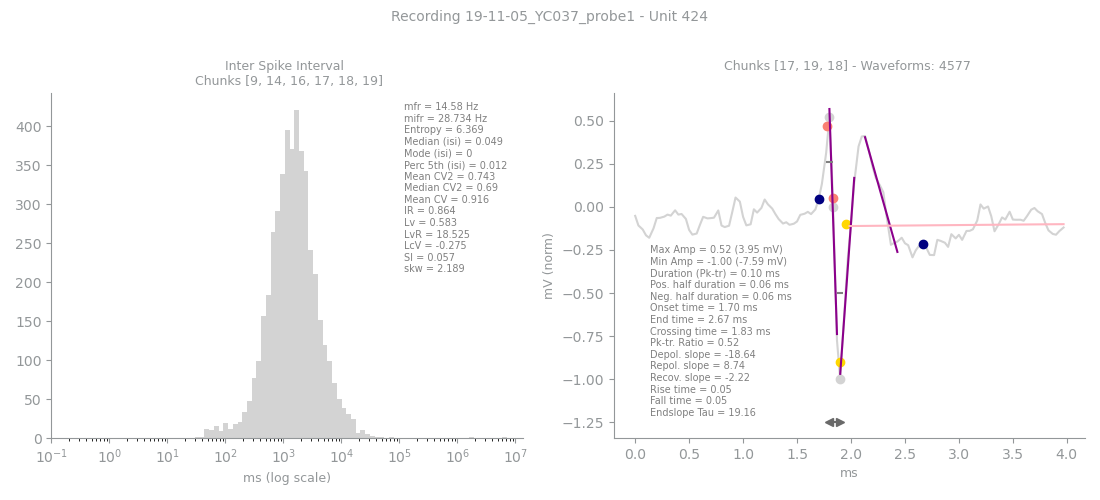 Recording 19-11-05_YC037_probe1 - Unit 424
Inter Spike Interval
Chunks [9, 14, 16, 17, 18, 19]
400
350
300
250
200
150
100
50
0
mfr = 14.58 Hz
mifr = 28.734 Hz
Entropy = 6.369
Median (isi) = 0.049
Mode (isi) = 0
Perc 5th (isi) = 0.012
Mean CV2 = 0.743
Median CV2 = 0.69
Mean CV = 0.916
IR = 0.864
Lv = 0.583
LvR = 18.525
LcV = -0.275
SI = 0.057
skw = 2.189
10⁻¹ 10⁰ 10¹ 10² 10³ 10⁴ 10⁵ 10⁶ 10⁷
ms (log scale)
Chunks [17, 19, 18] - Waveforms: 4577
mV (norm)
0.50
0.25
0.00
−0.25
−0.50
−0.75
−1.00
−1.25
Max Amp = 0.52 (3.95 mV)
Min Amp = -1.00 (-7.59 mV)
Duration (Pk-tr) = 0.10 ms
Pos. half duration = 0.06 ms
Neg. half duration = 0.06 ms
Onset time = 1.70 ms
End time = 2.67 ms
Crossing time = 1.83 ms
Pk-tr. Ratio = 0.52
Depol. slope = -18.64
Repol. slope = 8.74
Recov. slope = -2.22
Rise time = 0.05
Fall time = 0.05
Endslope Tau = 19.16
0.0 0.5 1.0 1.5 2.0 2.5 3.0 3.5 4.0
ms